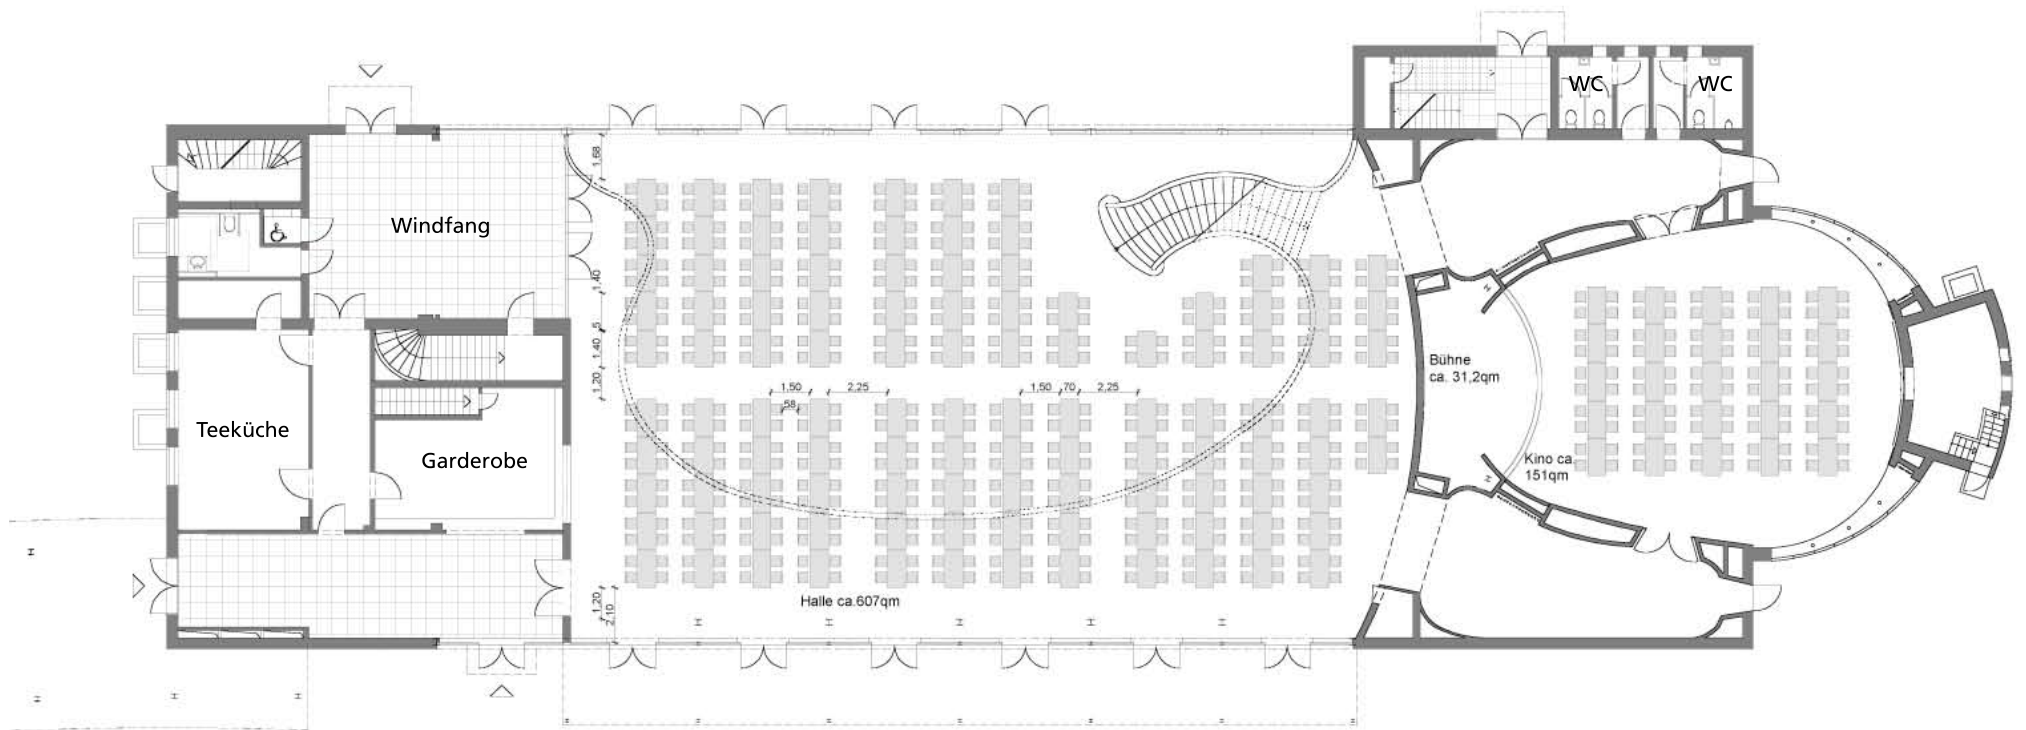 WC
WC
1,68
Windfang
1,40
,5
1,40
1,20
Bühne
ca. 31,2qm
1,50
2,25
1,50
70
2,25
58
Teeküche
Garderobe
Kino ca.
151qm
Halle ca.607qm
1,20
2,10